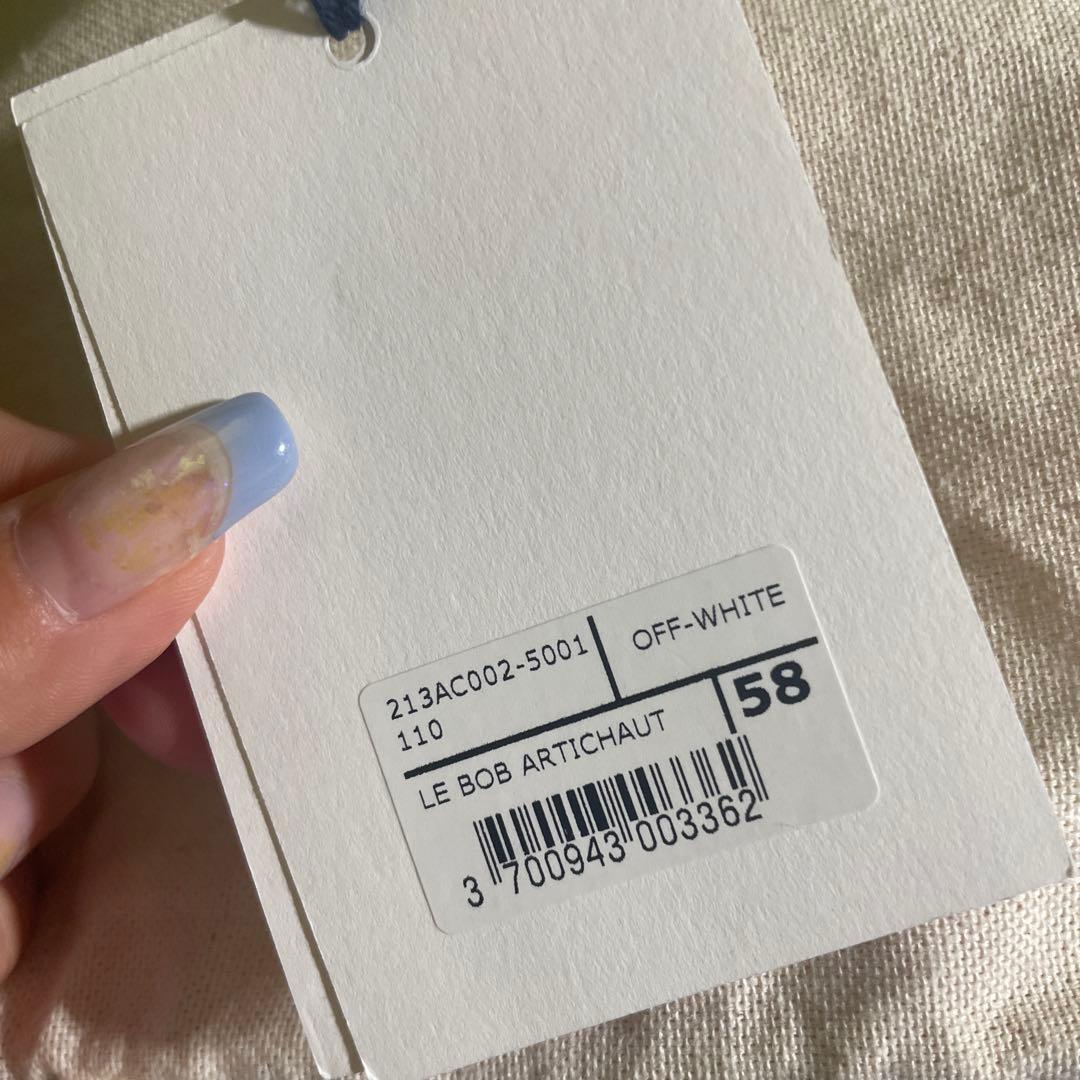 213AC002-5001
110
OFF-WHITE
LE BOB ARTICHAUT
58
3 700943 003362